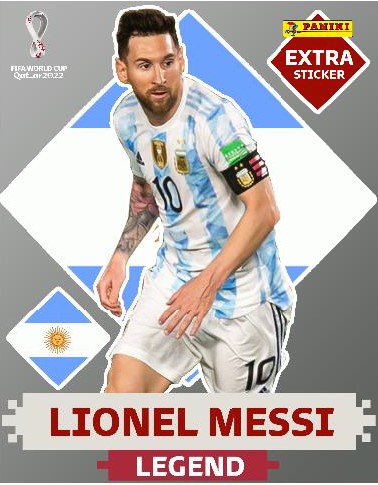 PANINI
FIFA WORLD CUP
Qatar2022
EXTRA
STICKER
10
10
LIONEL MESSI
LEGEND